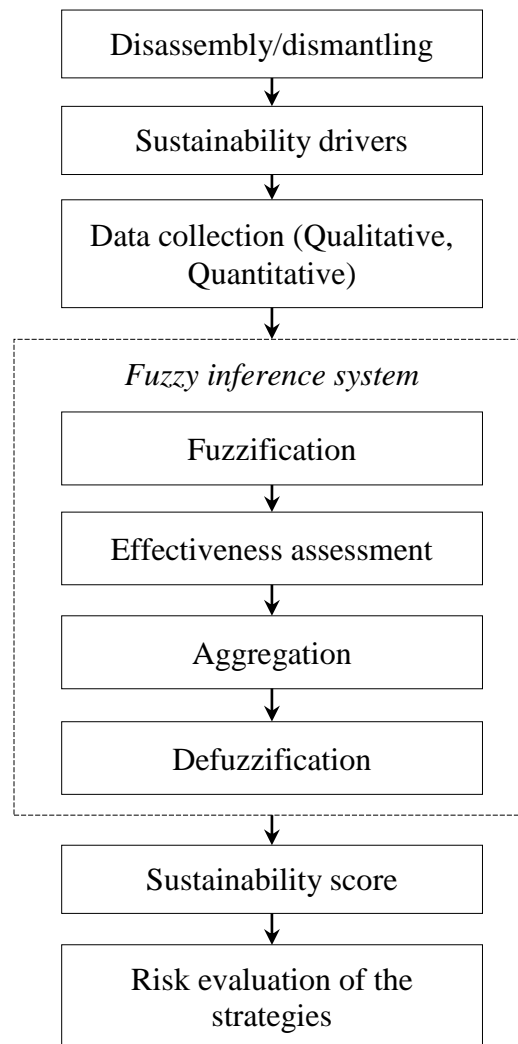 Disassembly/dismantling
Sustainability drivers
Data collection (Qualitative,
Quantitative)
Fuzzy inference system
Fuzzification
Effectiveness assessment
Aggregation
Defuzzification
Sustainability score
Risk evaluation of the
strategies